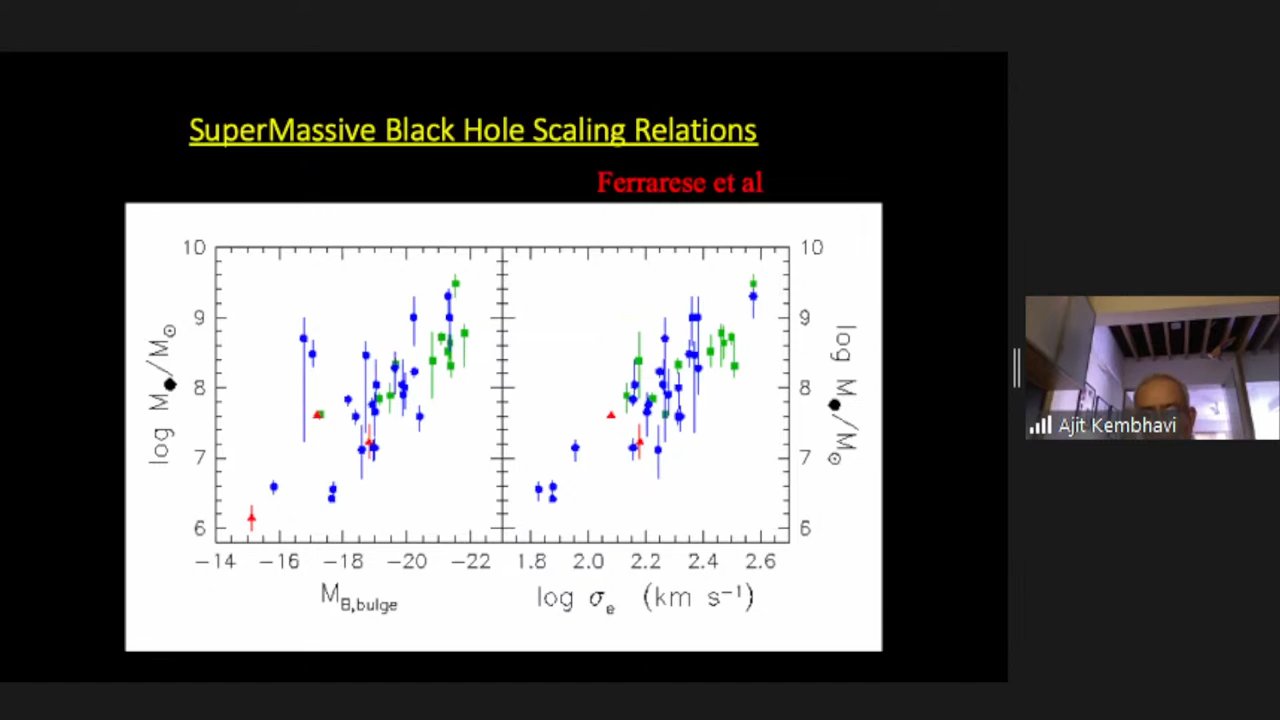 SuperMassive Black Hole Scaling Relations
Ferrarese et al
10
9
8
7
6
log M●/M☉
−14 −16 −18 −20 −22
M_B,bulge
1.8 2.0 2.2 2.4 2.6
log σ_e (km s⁻¹)
10
9
8
7
6
log M●/M☉
Ajit Kembhavi